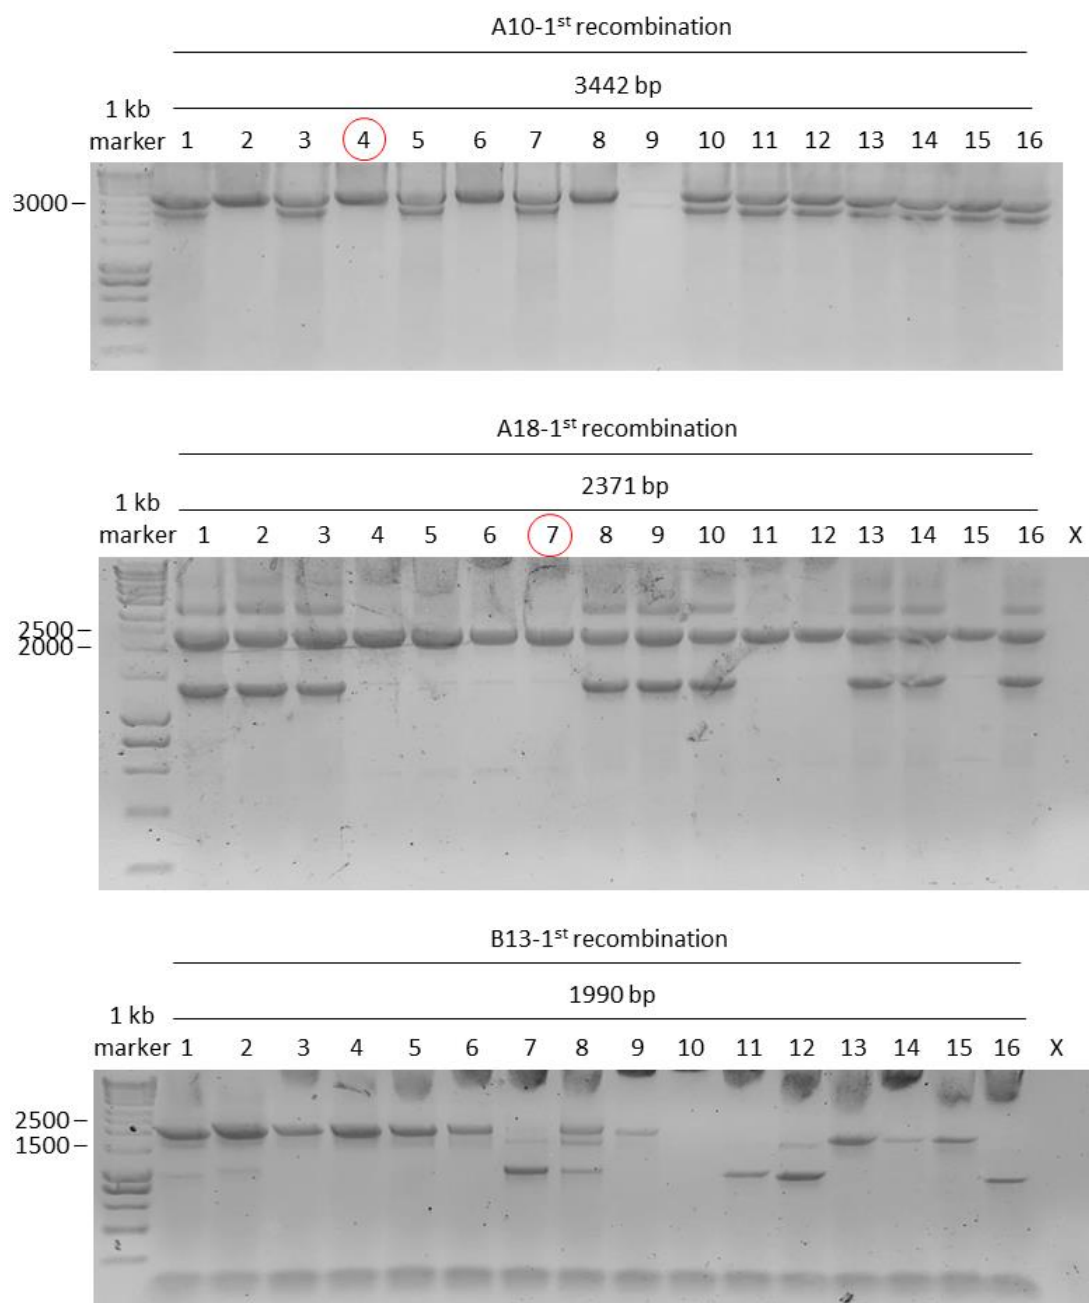 A10-1st recombination
3442 bp
1 kb
marker 1 2 3 4 5 6 7 8 9 10 11 12 13 14 15 16
3000
A18-1st recombination
2371 bp
1 kb
marker 1 2 3 4 5 6 7 8 9 10 11 12 13 14 15 16 X
2500
2000
B13-1st recombination
1990 bp
1 kb
marker 1 2 3 4 5 6 7 8 9 10 11 12 13 14 15 16 X
2500
1500